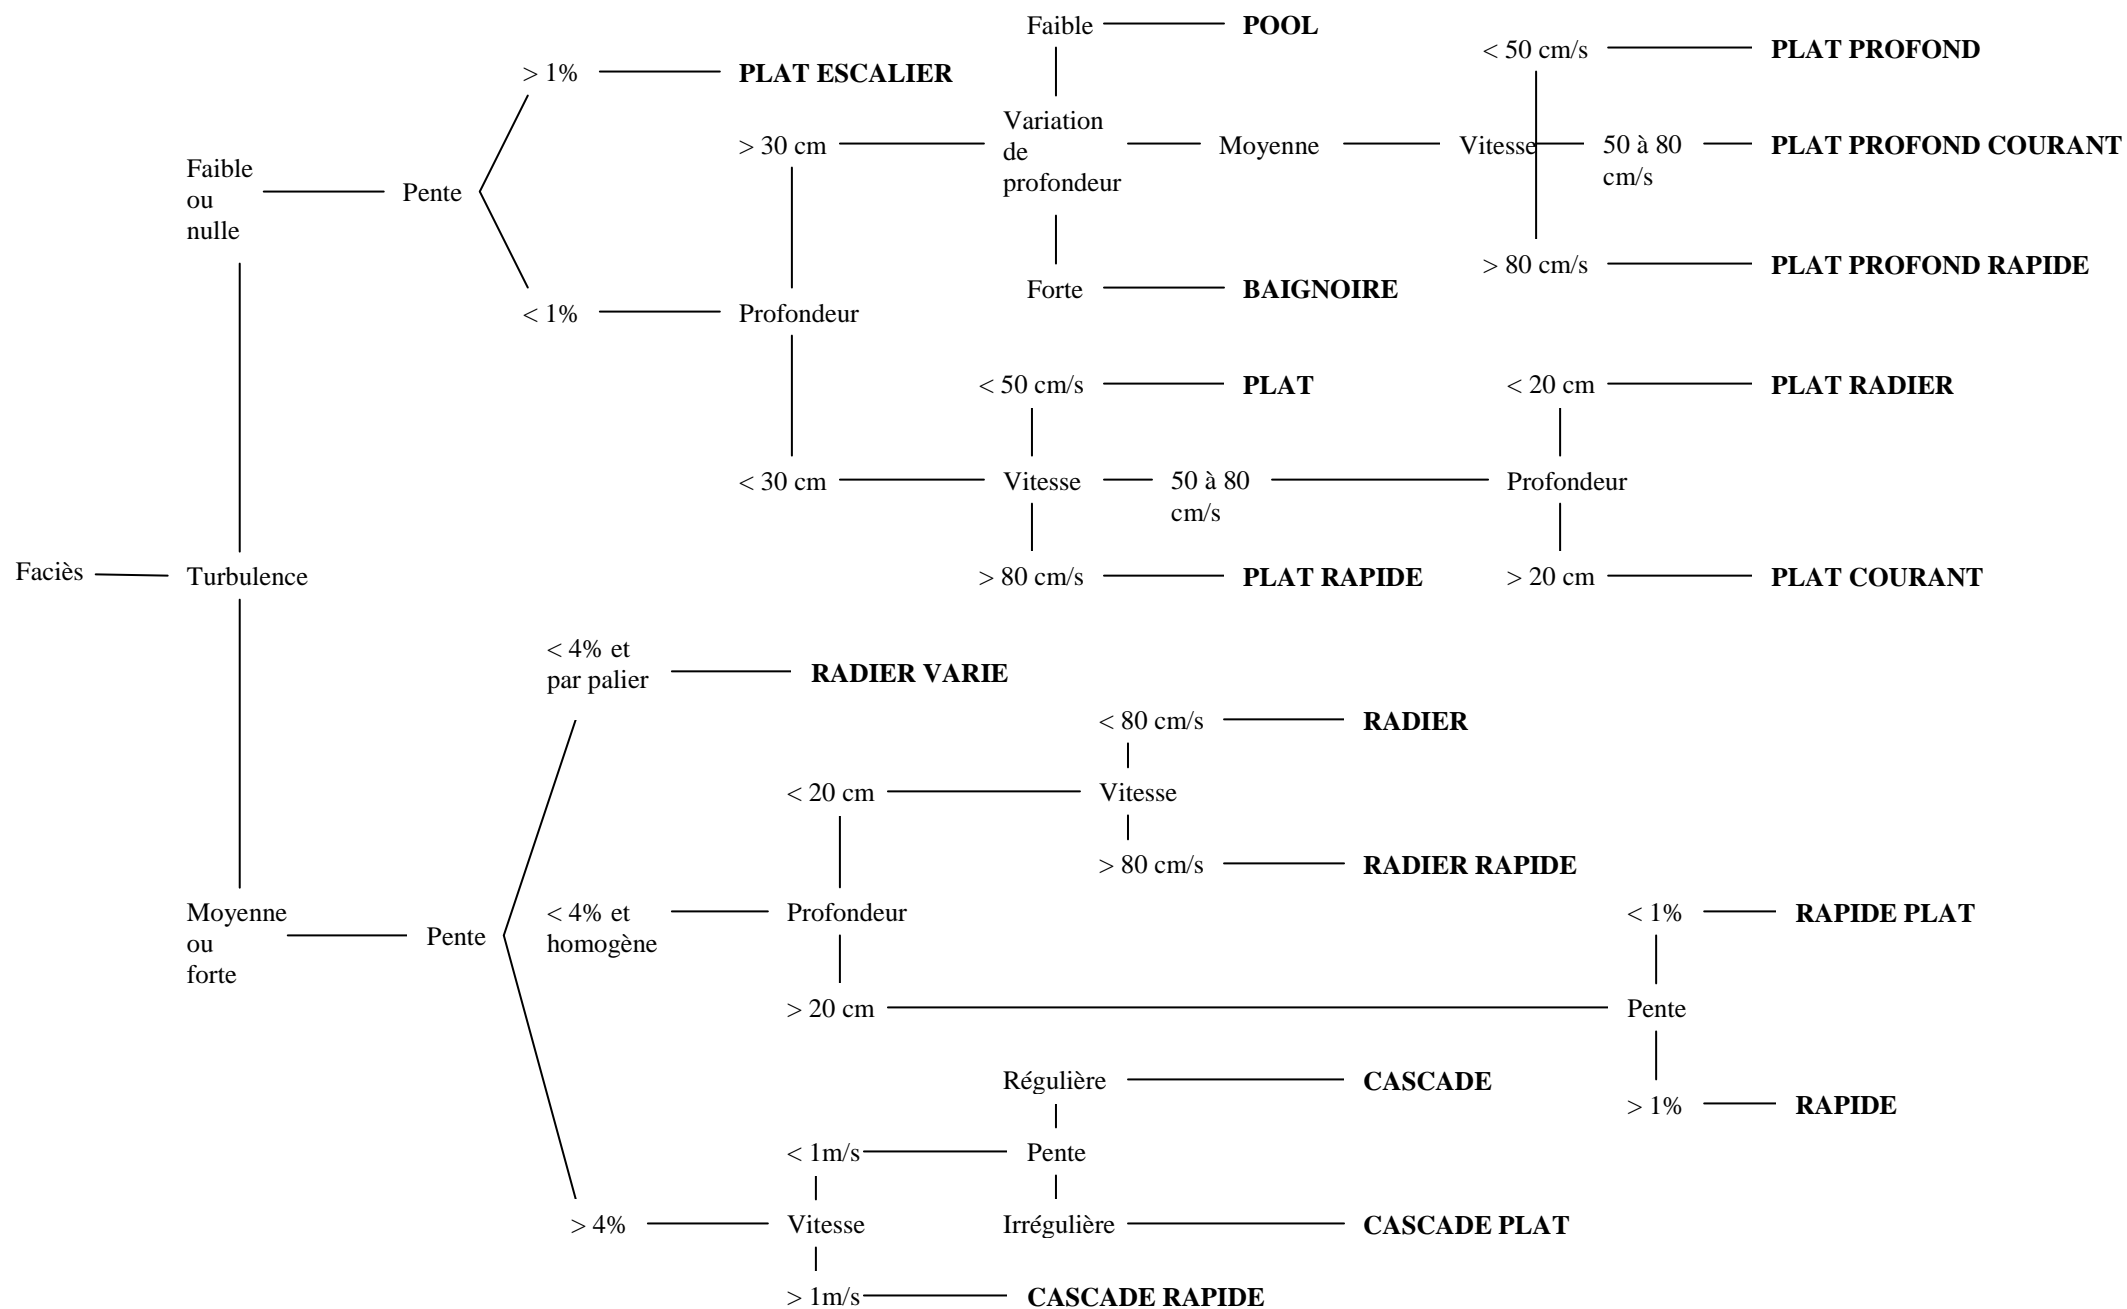 Faible POOL
< 50 cm/s PLAT PROFOND
> 1% PLAT ESCALIER
Variation
de
profondeur
> 30 cm
Moyenne
Vitesse
50 à 80
cm/s
PLAT PROFOND COURANT
Faible
ou
nulle
Pente
> 80 cm/s PLAT PROFOND RAPIDE
Forte BAIGNOIRE
< 1% Profondeur
< 50 cm/s PLAT
< 20 cm PLAT RADIER
< 30 cm Vitesse
50 à 80
cm/s
Profondeur
Faciès Turbulence
> 80 cm/s PLAT RAPIDE
> 20 cm PLAT COURANT
< 4% et
par palier
RADIER VARIE
< 80 cm/s RADIER
< 20 cm Vitesse
> 80 cm/s RADIER RAPIDE
Moyenne
ou
forte
Pente
< 4% et
homogène
Profondeur
< 1% RAPIDE PLAT
> 20 cm Pente
Régulière CASCADE
> 1% RAPIDE
< 1m/s Pente
> 4% Vitesse
Irrégulière CASCADE PLAT
> 1m/s CASCADE RAPIDE